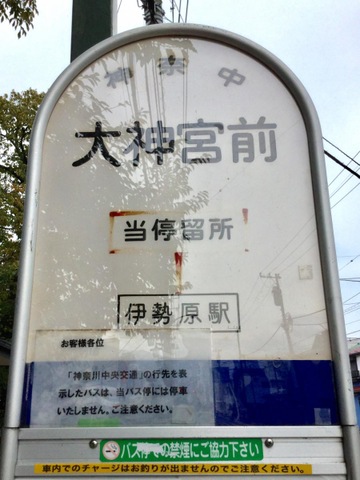 神奈中
大神宮前
当停留所
伊勢原駅
お客様各位
「神奈川中央交通」の行先を表
示したバスは、当バス停には停車
いたしません。ご注意ください。
バス停での禁煙にご協力下さい
車内でのチャージはお釣りが出ませんのでご注意ください。